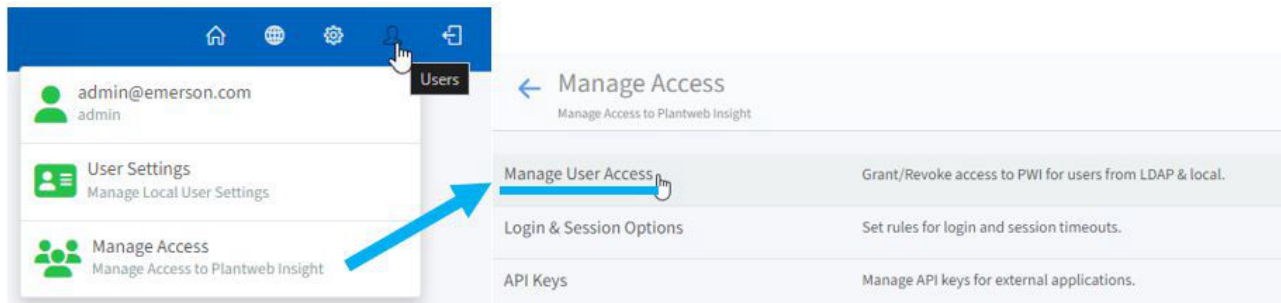 Users
admin@emerson.com
admin
User Settings
Manage Local User Settings
Manage Access
Manage Access to Plantweb Insight
Manage Access
Manage Access to Plantweb Insight
Manage User Access
Grant/Revoke access to PWI for users from LDAP & local.
Login & Session Options
Set rules for login and session timeouts.
API Keys
Manage API keys for external applications.